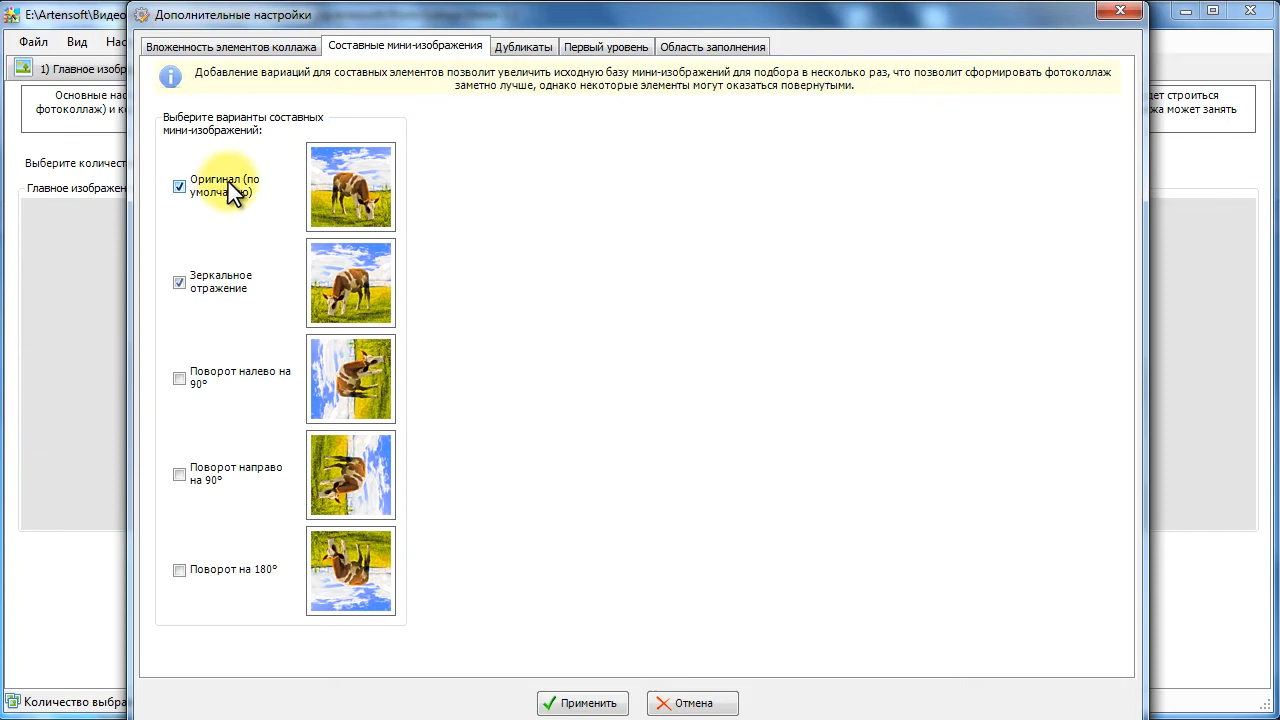 E:\Artensoft\Видео
Дополнительные настройки
Файл Вид Нас
Вложенность элементов коллажа Составные мини-изображения Дубликаты Первый уровень Область заполнения
1) Главное изобр
Добавление вариаций для составных элементов позволит увеличить исходную базу мини-изображений для подбора в несколько раз, что позволит сформировать фотоколлаж
заметно лучше, однако некоторые элементы могут оказаться повернутыми.
Основные нас
фотоколлаж) и к
дет строиться
жа может занять
Выберите количест
Главное изображен
Выберите варианты составных
мини-изображений:
Оригинал (по
умолчанию)
Зеркальное
отражение
Поворот налево на
90°
Поворот направо
на 90°
Поворот на 180°
Количество выбра
Применить Отмена